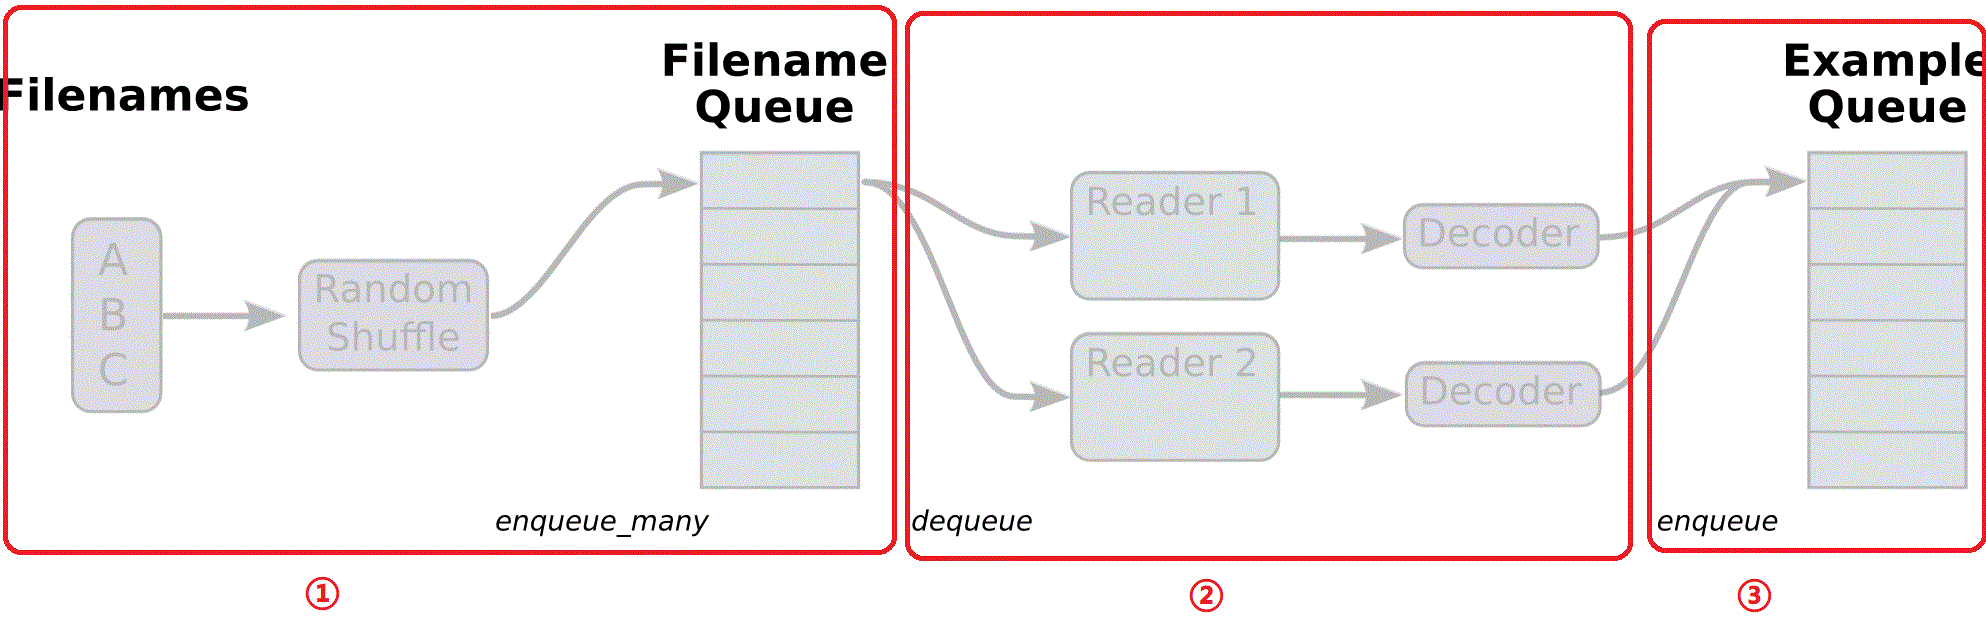 Filenames
Filename
Queue
Example
Queue
A
B
C
Random
Shuffle
Reader 1
Decoder
Reader 2
Decoder
enqueue_many
dequeue
enqueue
①
②
③